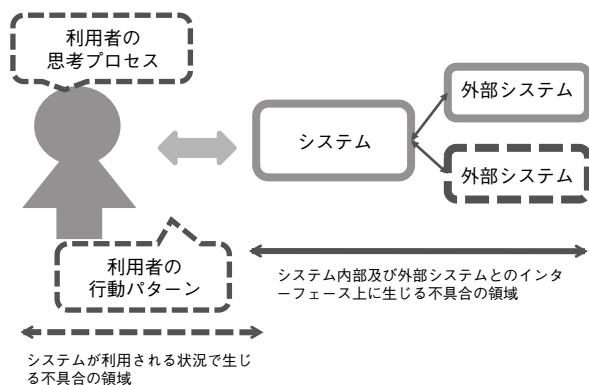 利用者の
思考プロセス
外部システム
システム
外部システム
利用者の
行動パターン
システム内部及び外部システムとのインタ
ーフェース上に生じる不具合の領域
システムが利用される状況で生じ
る不具合の領域